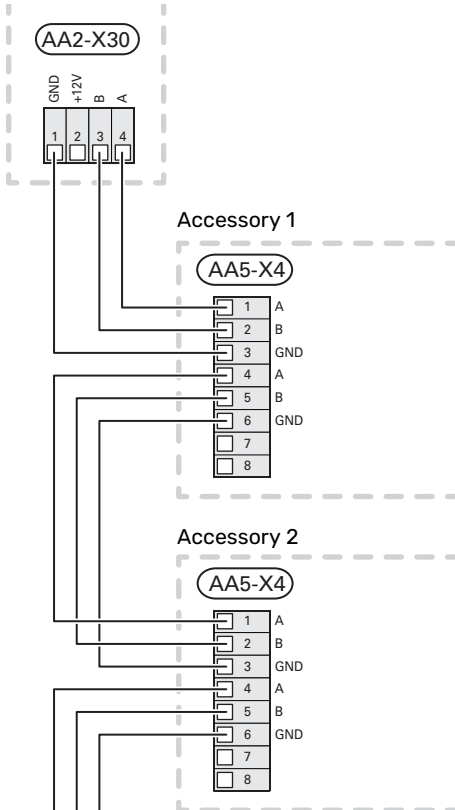 AA2-X30
GND +12V B A
1 2 3 4
Accessory 1
AA5-X4
1 A
2 B
3 GND
4 A
5 B
6 GND
7
8
Accessory 2
AA5-X4
1 A
2 B
3 GND
4 A
5 B
6 GND
7
8